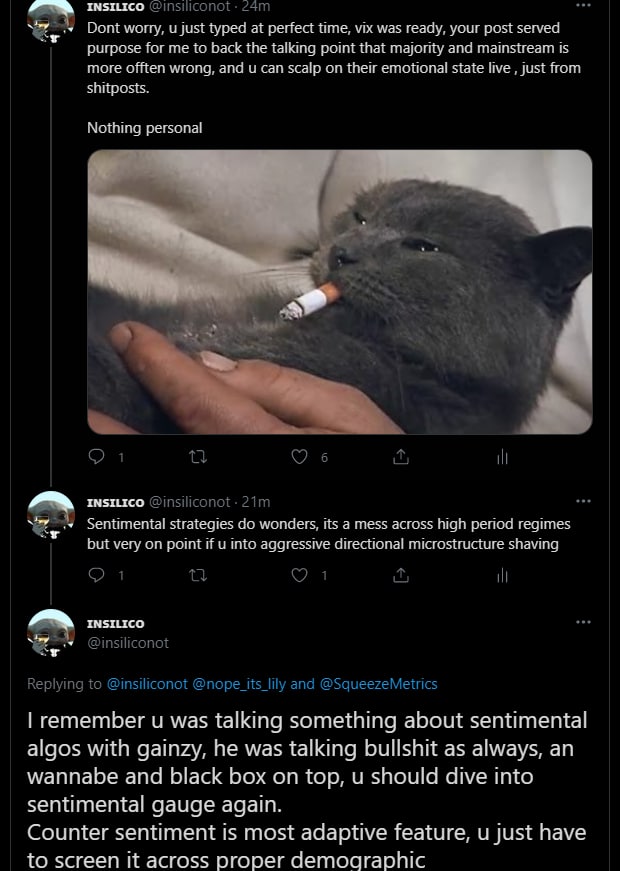 INSILICO @insiliconot · 24m
Dont worry, u just typed at perfect time, vix was ready, your post served
purpose for me to back the talking point that majority and mainstream is
more offten wrong, and u can scalp on their emotional state live , just from
shitposts.
Nothing personal
1 6
INSILICO @insiliconot · 21m
Sentimental strategies do wonders, its a mess across high period regimes
but very on point if u into aggressive directional microstructure shaving
1 1
INSILICO
@insiliconot
Replying to @insiliconot @nope_its_lily and @SqueezeMetrics
I remember u was talking something about sentimental
algos with gainzy, he was talking bullshit as always, an
wannabe and black box on top, u should dive into
sentimental gauge again.
Counter sentiment is most adaptive feature, u just have
to screen it across proper demographic